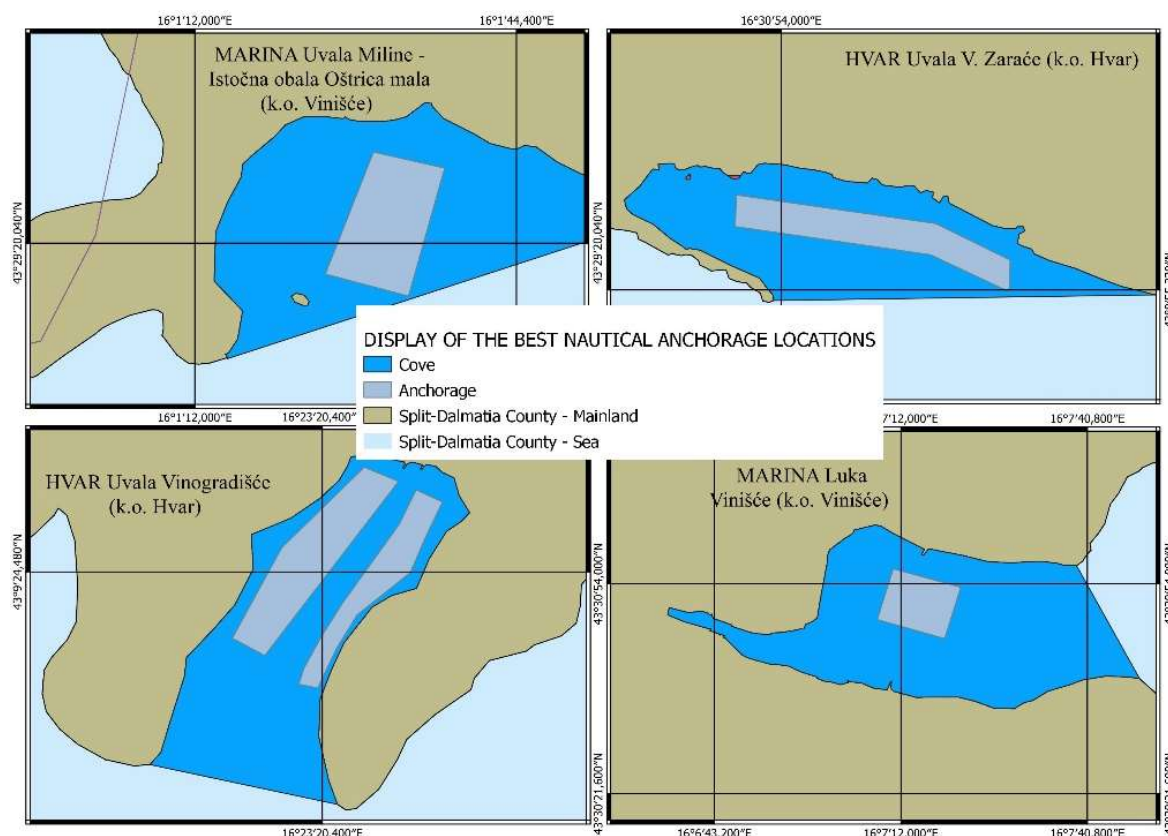 16°1'12,000"E
16°1'44,400"E
16°30'54,000"E
MARINA Uvala Miline -
Istočna obala Oštrica mala
(k.o. Vinišće)
HVAR Uvala V. Zaraće (k.o. Hvar)
43°29'20,040"N
43°29'20,040"N
DISPLAY OF THE BEST NAUTICAL ANCHORAGE LOCATIONS
Cove
Anchorage
Split-Dalmatia County - Mainland
Split-Dalmatia County - Sea
16°1'12,000"E
16°23'20,400"E
16°7'40,800"E
HVAR Uvala Vinogradišće
(k.o. Hvar)
MARINA Luka
Vinišće (k.o. Vinišće)
43°9'24,480"N
43°30'54,000"N
43°30'21,600"N
16°23'20,400"E
16°6'43,200"E
16°7'12,000"E
16°7'40,800"E